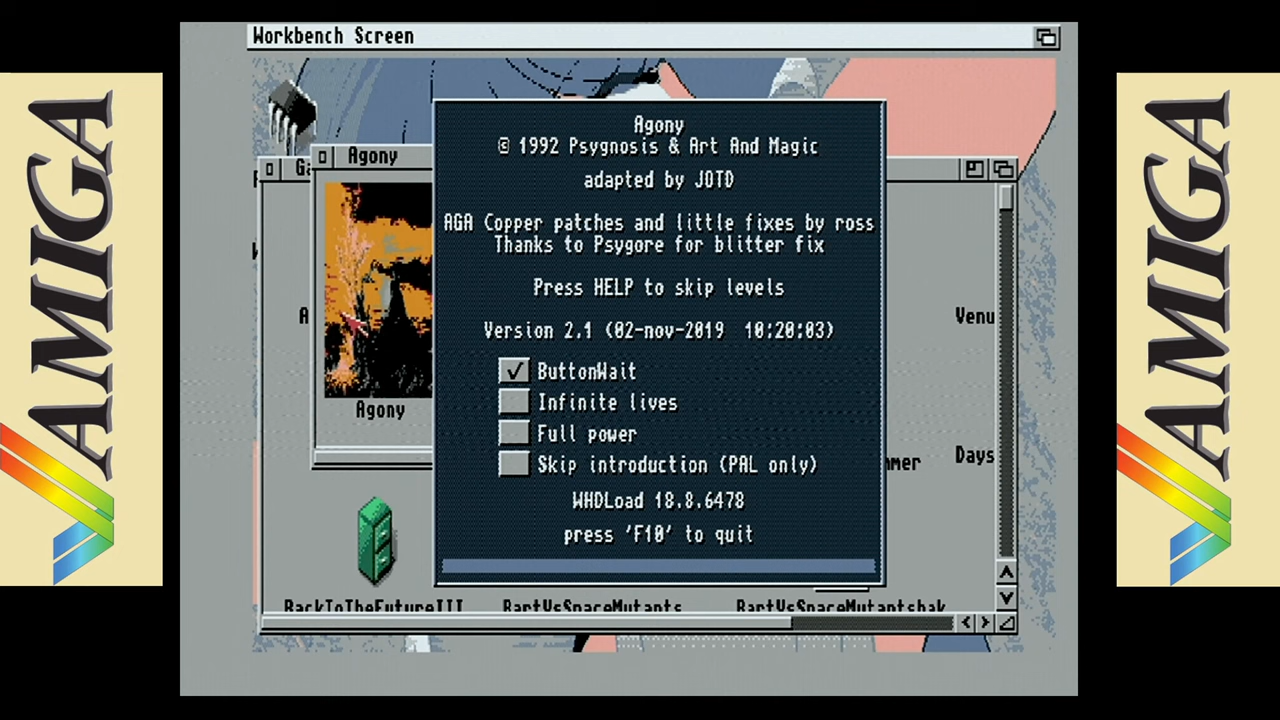 Workbench Screen
AMIGA
AMIGA
Agony
Agony
© 1992 Psygnosis & Art And Magic
adapted by JOTD
AGA Copper patches and little fixes by ross
Thanks to Psygore for blitter fix
Press HELP to skip levels
Version 2.1 (02-nov-2019 10:20:03)
ButtonWait
Infinite lives
Full power
Skip introduction (PAL only)
WHDLoad 18.8.6478
press 'F10' to quit
Agony
Venu
Days
BackToTheFutureIII
BartVsSpaceMutants
BartVsSpaceMutantshak